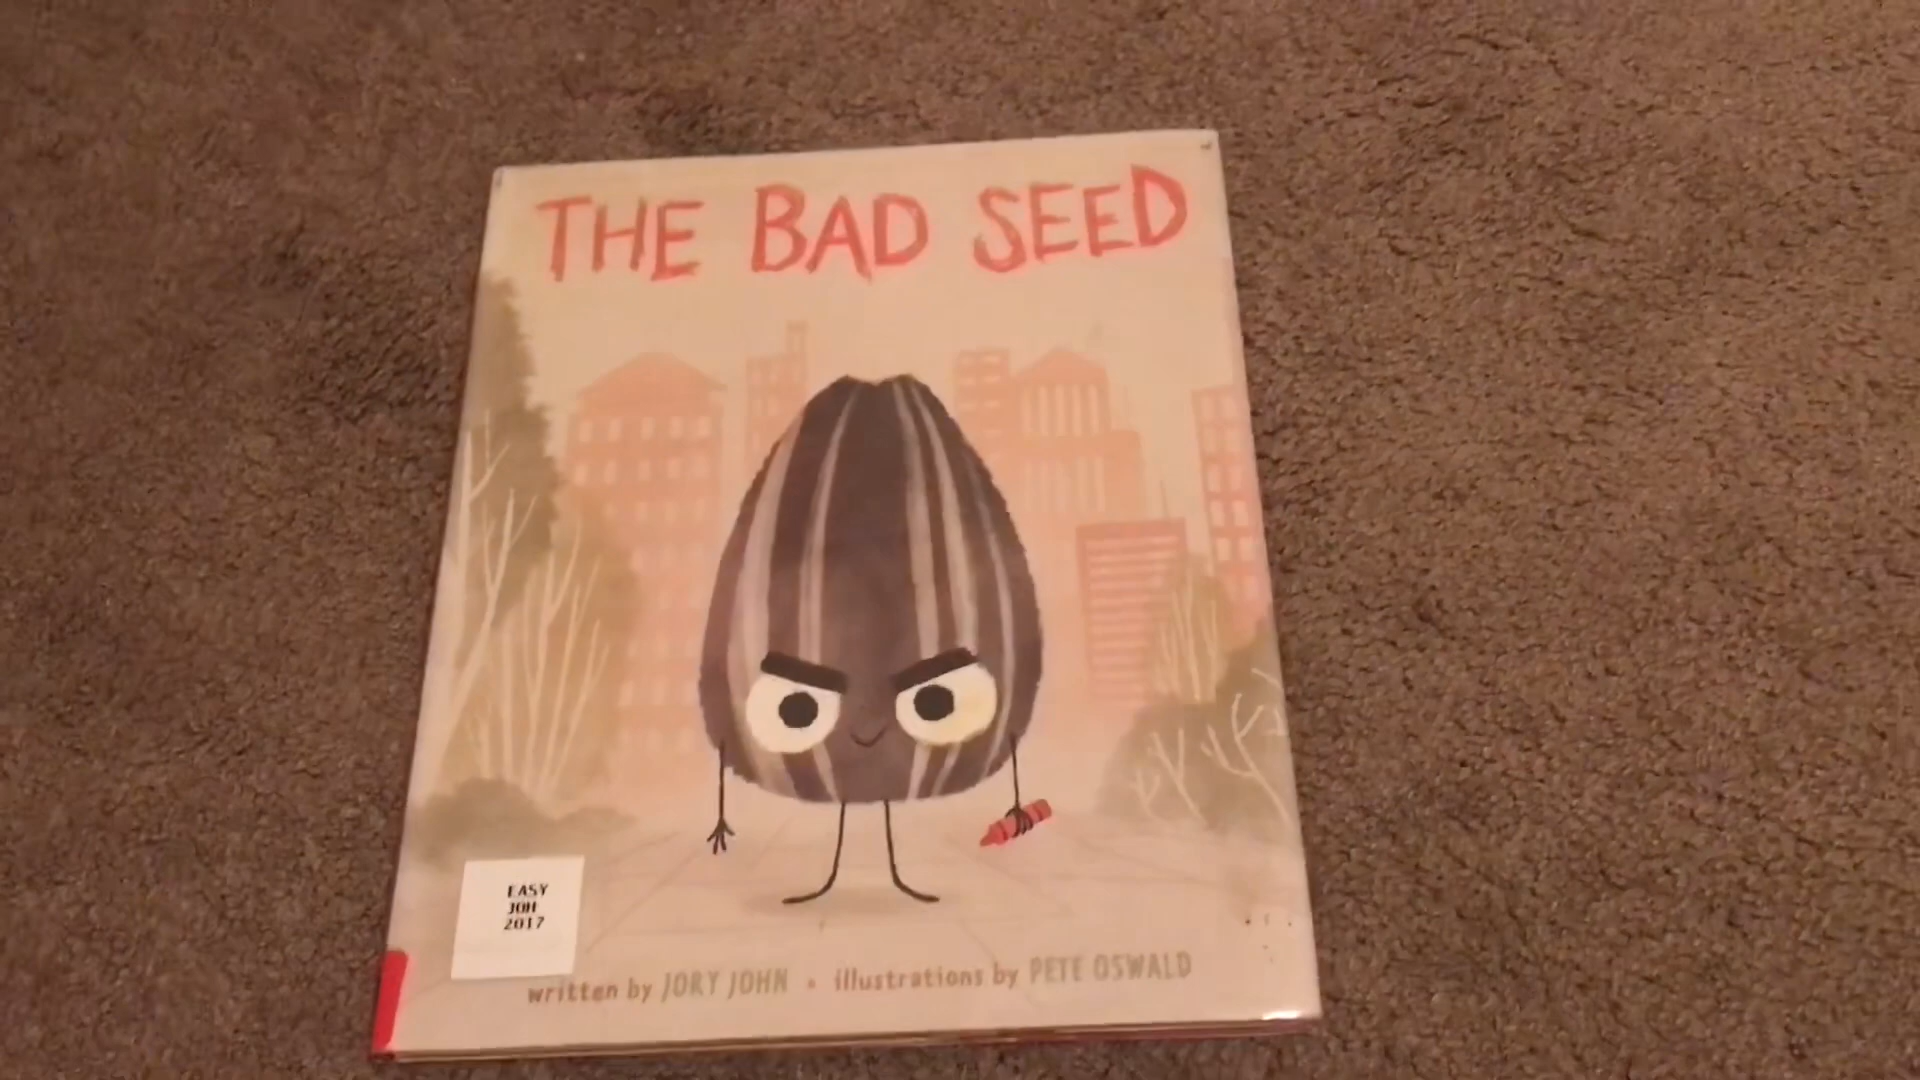 THE BAD SEED
EASY
JOH
2017
written by JORY JOHN • illustrations by PETE OSWALD